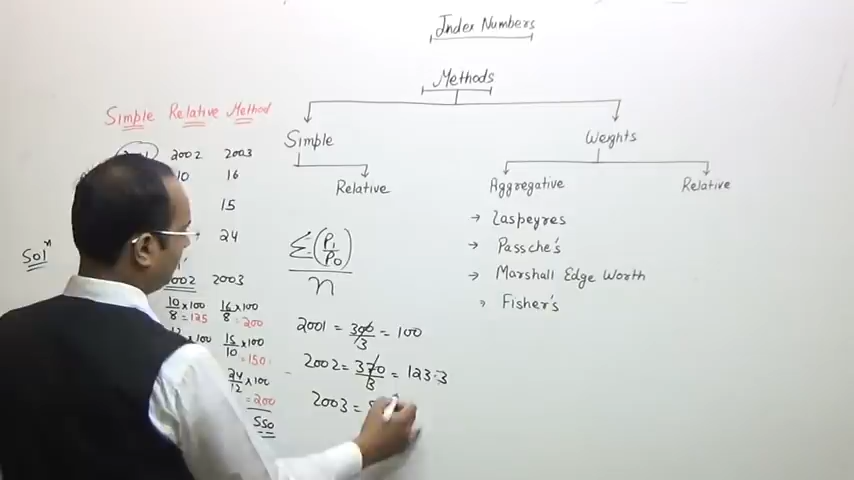 Index Numbers
Methods
Simple Relative Method
Simple
Weights
2002 2003
Relative
Aggregative
Relative
10 16
→ Laspeyres
15
→ Passche's
24
→ Marshall Edge Worth
Fisher's
Solⁿ
Σ(P₁/P₀)
n
2002 2003
10/8 ×100 16/8 ×100
=125 =200
×100 15/10 ×100
=150
24/12 ×100
=200
550
2001 = 300/3 = 100
2002 = 370/3 = 123.3
2003 =